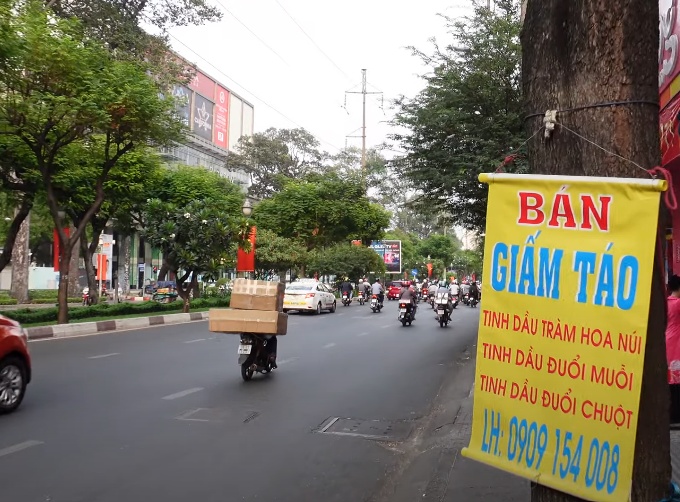 BÁN
GIẤM TÁO
TINH DẦU TRÀM HOA NÚI
TINH DẦU ĐUỔI MUỖI
TINH DẦU ĐUỔI CHUỘT
LH: 0909 154 008